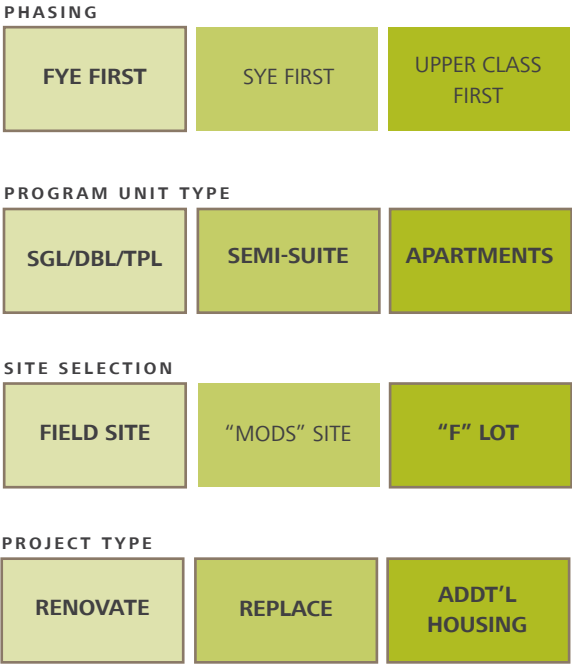 PHASING
FYE FIRST
SYE FIRST
UPPER CLASS
FIRST
PROGRAM UNIT TYPE
SGL/DBL/TPL
SEMI-SUITE
APARTMENTS
SITE SELECTION
FIELD SITE
“MODS” SITE
“F” LOT
PROJECT TYPE
RENOVATE
REPLACE
ADDT’L
HOUSING